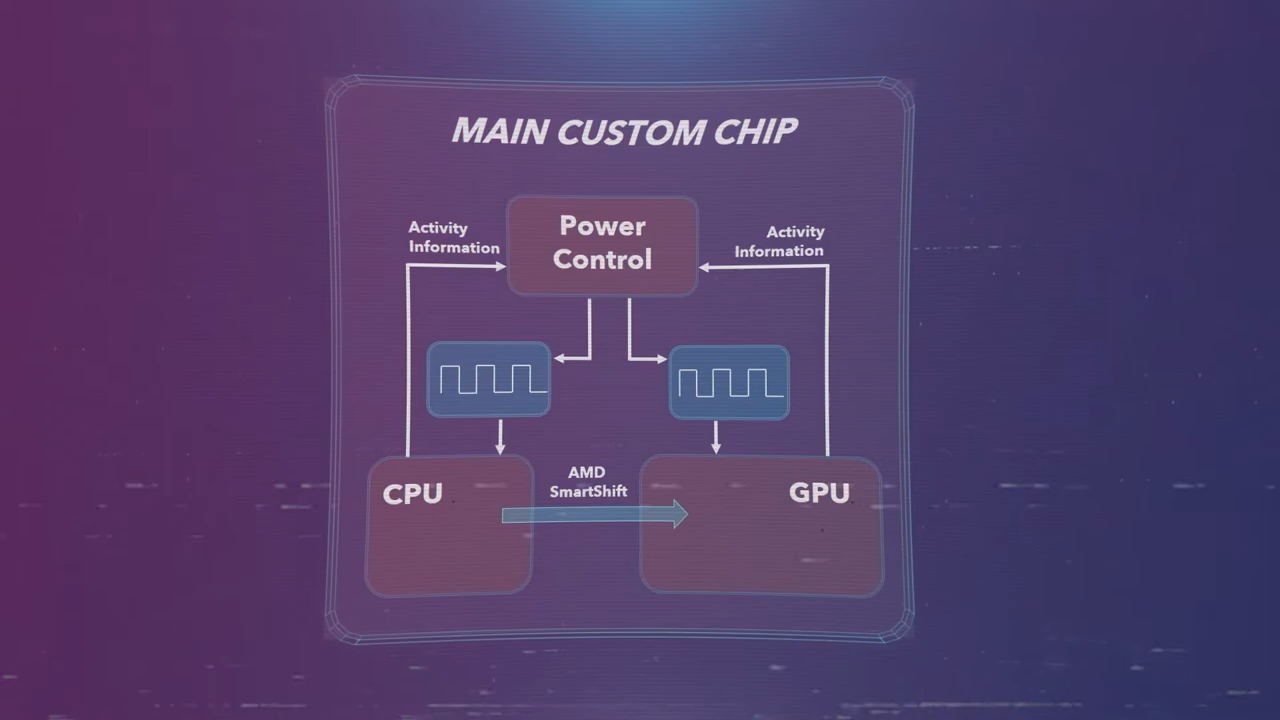 MAIN CUSTOM CHIP
Activity
Information
Power
Control
Activity
Information
AMD
SmartShift
CPU
GPU